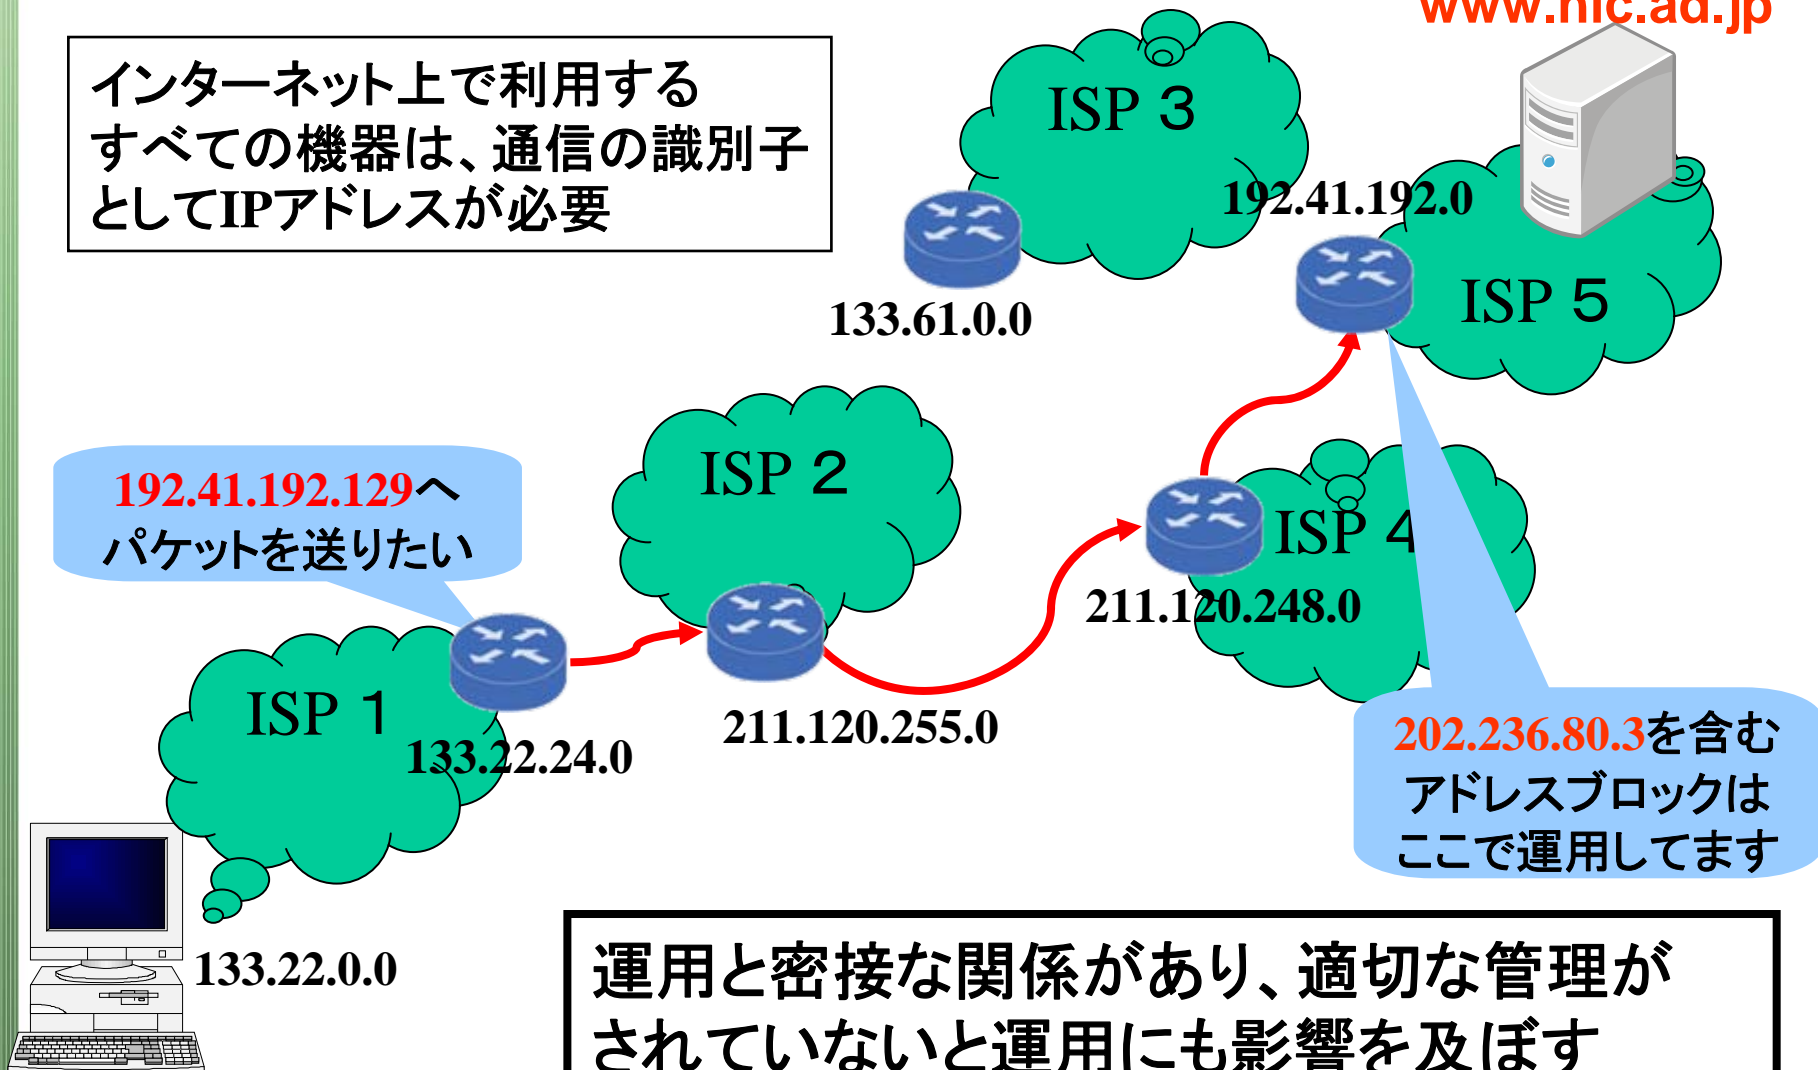 www.nic.ad.jp
インターネット上で利用する
すべての機器は、通信の識別子
としてIPアドレスが必要
ISP 3
192.41.192.0
ISP 5
133.61.0.0
ISP 2
192.41.192.129へ
パケットを送りたい
ISP 4
211.120.248.0
ISP 1
133.22.24.0
211.120.255.0
202.236.80.3を含む
アドレスブロックは
ここで運用してます
133.22.0.0
運用と密接な関係があり、適切な管理が
されていないと運用にも影響を及ぼす